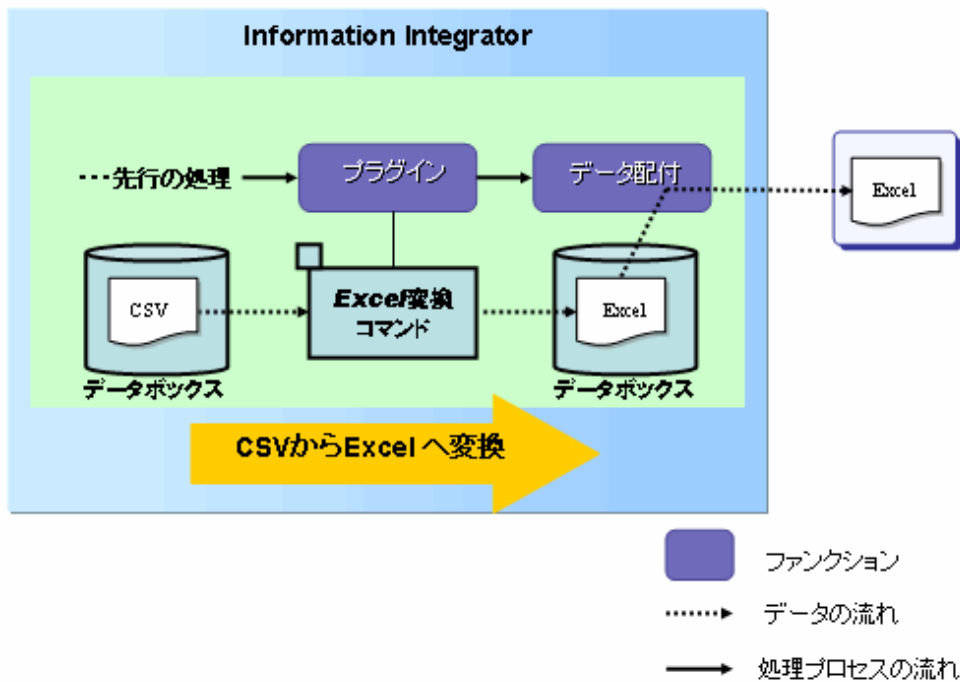 Information Integrator
･･･先行の処理
プラグイン
データ配付
Excel
CSV
Excel変換
コマンド
Excel
データボックス
データボックス
CSVからExcel へ変換
ファンクション
データの流れ
処理プロセスの流れ